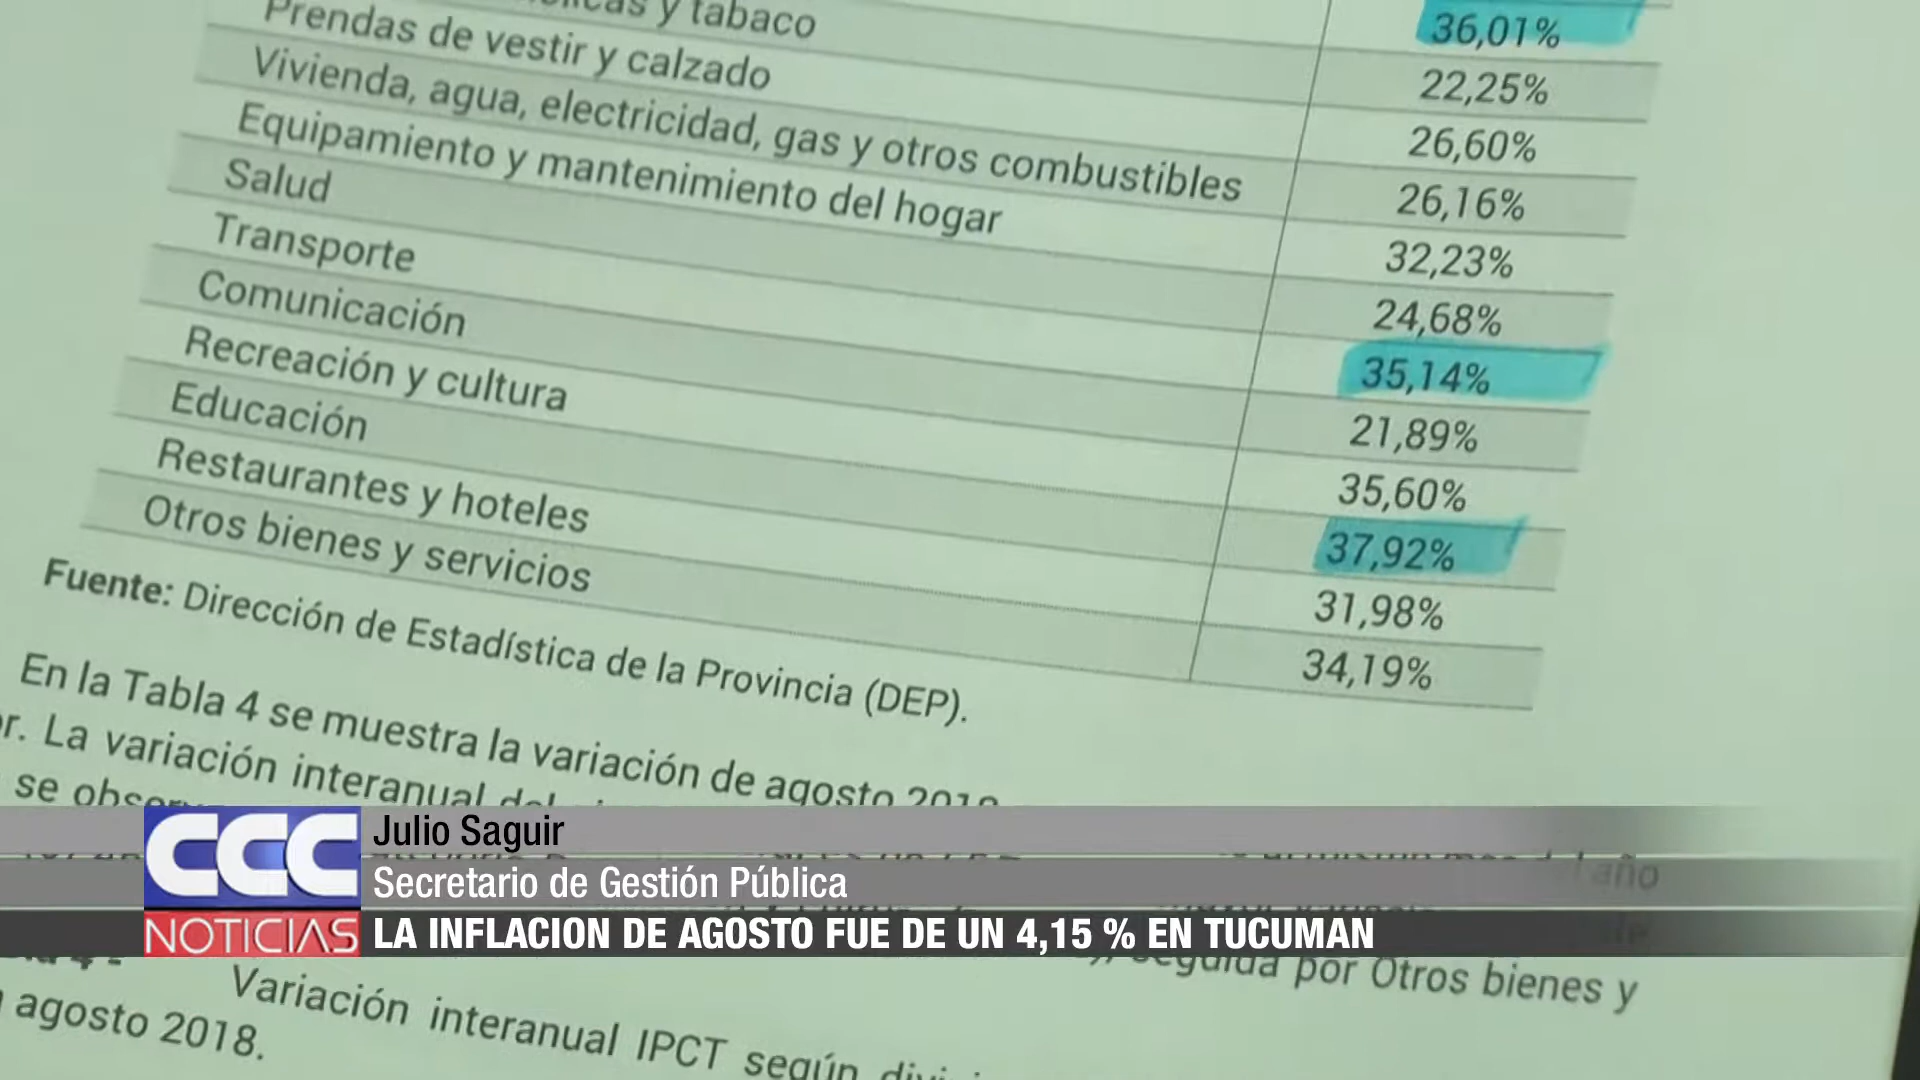 y tabaco 36,01%
Prendas de vestir y calzado 22,25%
Vivienda, agua, electricidad, gas y otros combustibles 26,60%
Equipamiento y mantenimiento del hogar 26,16%
Salud 32,23%
Transporte 24,68%
Comunicación 35,14%
Recreación y cultura 21,89%
Educación 35,60%
Restaurantes y hoteles 37,92%
Otros bienes y servicios 31,98%
34,19%
Fuente: Dirección de Estadística de la Provincia (DEP).
En la Tabla 4 se muestra la variación de agosto
La variación interanual
se
CCC
NOTICIAS
Julio Saguir
Secretario de Gestión Pública
LA INFLACION DE AGOSTO FUE DE UN 4,15 % EN TUCUMAN
año
seguida por Otros bienes y
Variación interanual IPCT según
agosto 2018.